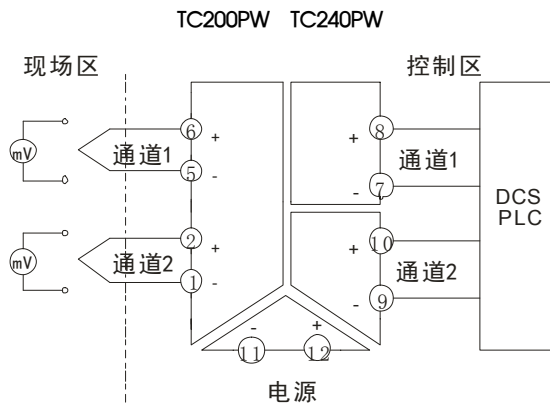 TC200PW TC240PW
现场区 控制区
6 + + 8
mV 通道1 通道1
5 - - 7
DCS
PLC
2 + + 10
mV 通道2 通道2
1 - - 9
- +
11 12
电源